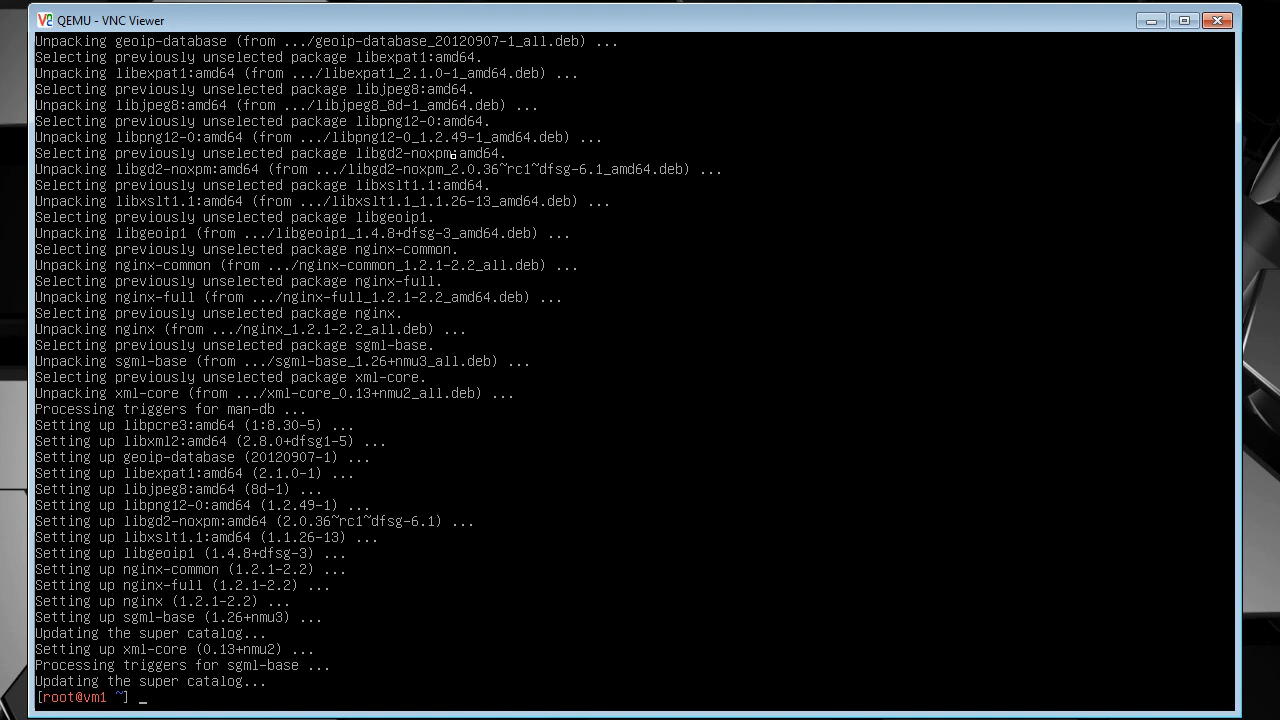 QEMU - VNC Viewer
Unpacking geoip-database (from .../geoip-database_20120907-1_all.deb) ...
Selecting previously unselected package libexpat1:amd64.
Unpacking libexpat1:amd64 (from .../libexpat1_2.1.0-1_amd64.deb) ...
Selecting previously unselected package libjpeg8:amd64.
Unpacking libjpeg8:amd64 (from .../libjpeg8_8d-1_amd64.deb) ...
Selecting previously unselected package libpng12-0:amd64.
Unpacking libpng12-0:amd64 (from .../libpng12-0_1.2.49-1_amd64.deb) ...
Selecting previously unselected package libgd2-noxpm:amd64.
Unpacking libgd2-noxpm:amd64 (from .../libgd2-noxpm_2.0.36~rc1~dfsg-6.1_amd64.deb) ...
Selecting previously unselected package libxslt1.1:amd64.
Unpacking libxslt1.1:amd64 (from .../libxslt1.1_1.1.26-13_amd64.deb) ...
Selecting previously unselected package libgeoip1.
Unpacking libgeoip1 (from .../libgeoip1_1.4.8+dfsg-3_amd64.deb) ...
Selecting previously unselected package nginx-common.
Unpacking nginx-common (from .../nginx-common_1.2.1-2.2_all.deb) ...
Selecting previously unselected package nginx-full.
Unpacking nginx-full (from .../nginx-full_1.2.1-2.2_amd64.deb) ...
Selecting previously unselected package nginx.
Unpacking nginx (from .../nginx_1.2.1-2.2_all.deb) ...
Selecting previously unselected package sgml-base.
Unpacking sgml-base (from .../sgml-base_1.26+nmu3_all.deb) ...
Selecting previously unselected package xml-core.
Unpacking xml-core (from .../xml-core_0.13+nmu2_all.deb) ...
Processing triggers for man-db ...
Setting up libpcre3:amd64 (1:8.30-5) ...
Setting up libxml2:amd64 (2.8.0+dfsg1-5) ...
Setting up geoip-database (20120907-1) ...
Setting up libexpat1:amd64 (2.1.0-1) ...
Setting up libjpeg8:amd64 (8d-1) ...
Setting up libpng12-0:amd64 (1.2.49-1) ...
Setting up libgd2-noxpm:amd64 (2.0.36~rc1~dfsg-6.1) ...
Setting up libxslt1.1:amd64 (1.1.26-13) ...
Setting up libgeoip1 (1.4.8+dfsg-3) ...
Setting up nginx-common (1.2.1-2.2) ...
Setting up nginx-full (1.2.1-2.2) ...
Setting up nginx (1.2.1-2.2) ...
Setting up sgml-base (1.26+nmu3) ...
Updating the super catalog...
Setting up xml-core (0.13+nmu2) ...
Processing triggers for sgml-base ...
Updating the super catalog...
[root@vm1 ~] _